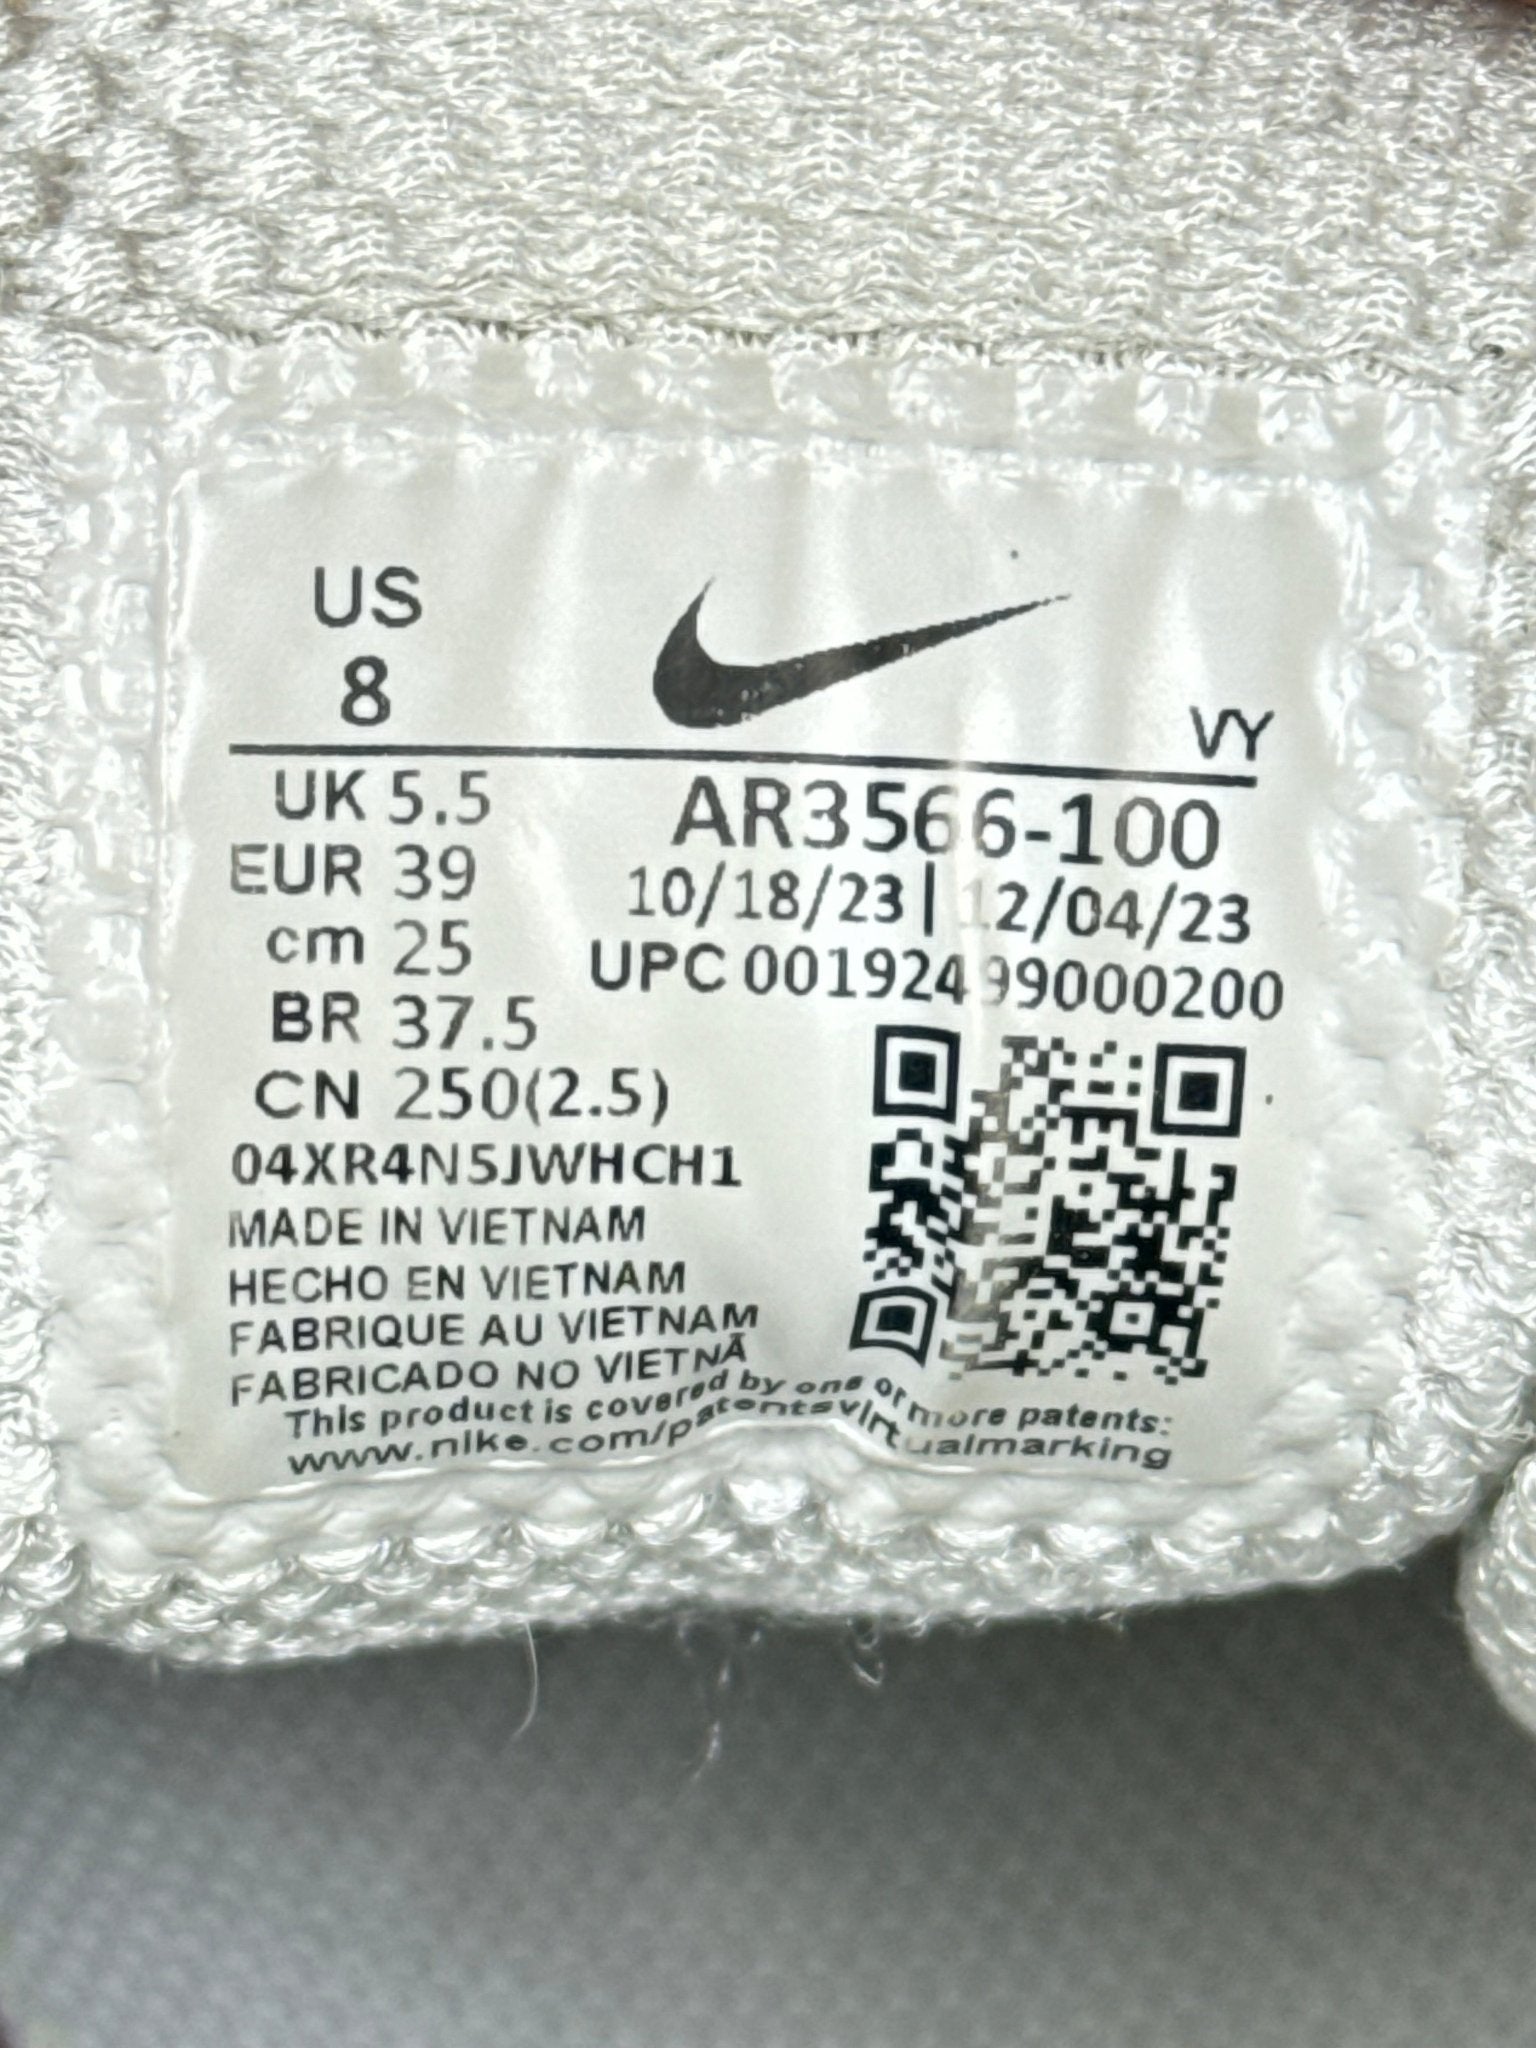 US
8
VY
UK 5.5
EUR 39
cm 25
BR 37.5
CN 250(2.5)
AR3566-100
10/18/23 | 12/04/23
UPC 00192499000200
04XR4N5JWHCH1
MADE IN VIETNAM
HECHO EN VIETNAM
FABRIQUE AU VIETNAM
FABRICADO NO VIETNÃ
This product is covered by one or more patents:
www.nike.com/patentsvirtualmarking